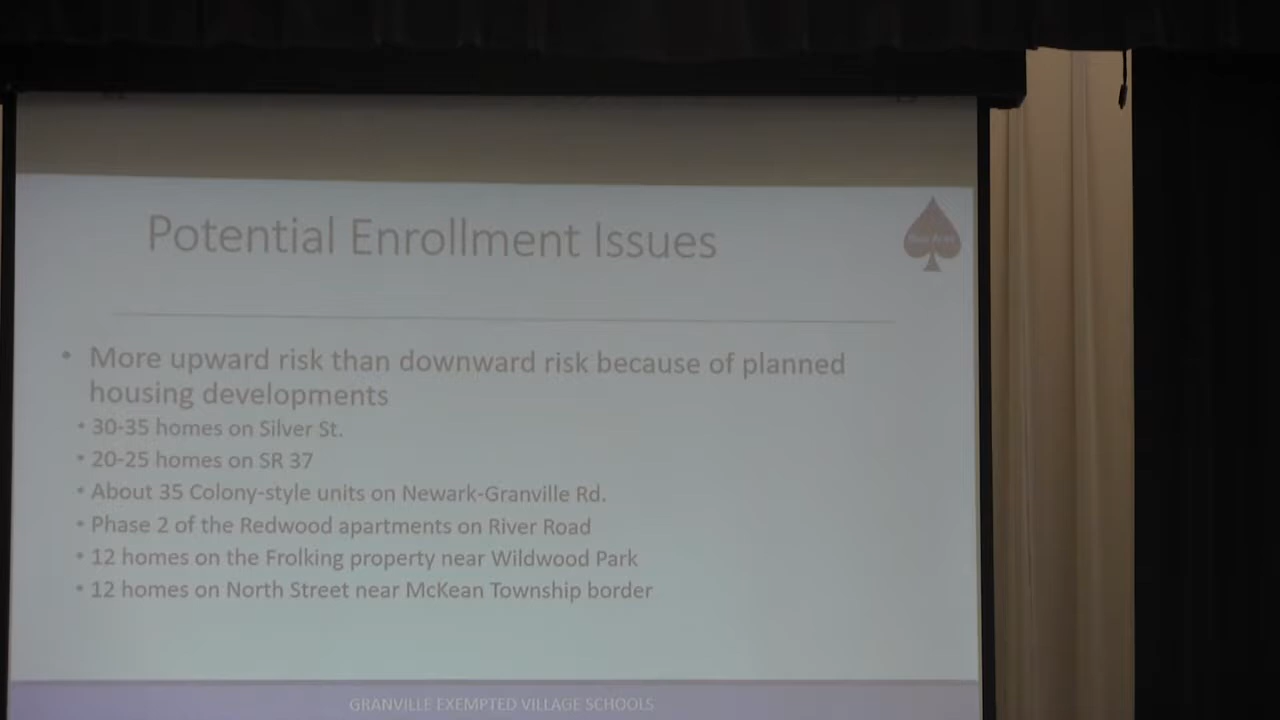 Potential Enrollment Issues
• More upward risk than downward risk because of planned
housing developments
• 30-35 homes on Silver St.
• 20-25 homes on SR 37
• About 35 Colony-style units on Newark-Granville Rd.
• Phase 2 of the Redwood apartments on River Road
• 12 homes on the Frolking property near Wildwood Park
• 12 homes on North Street near McKean Township border
GRANVILLE EXEMPTED VILLAGE SCHOOLS